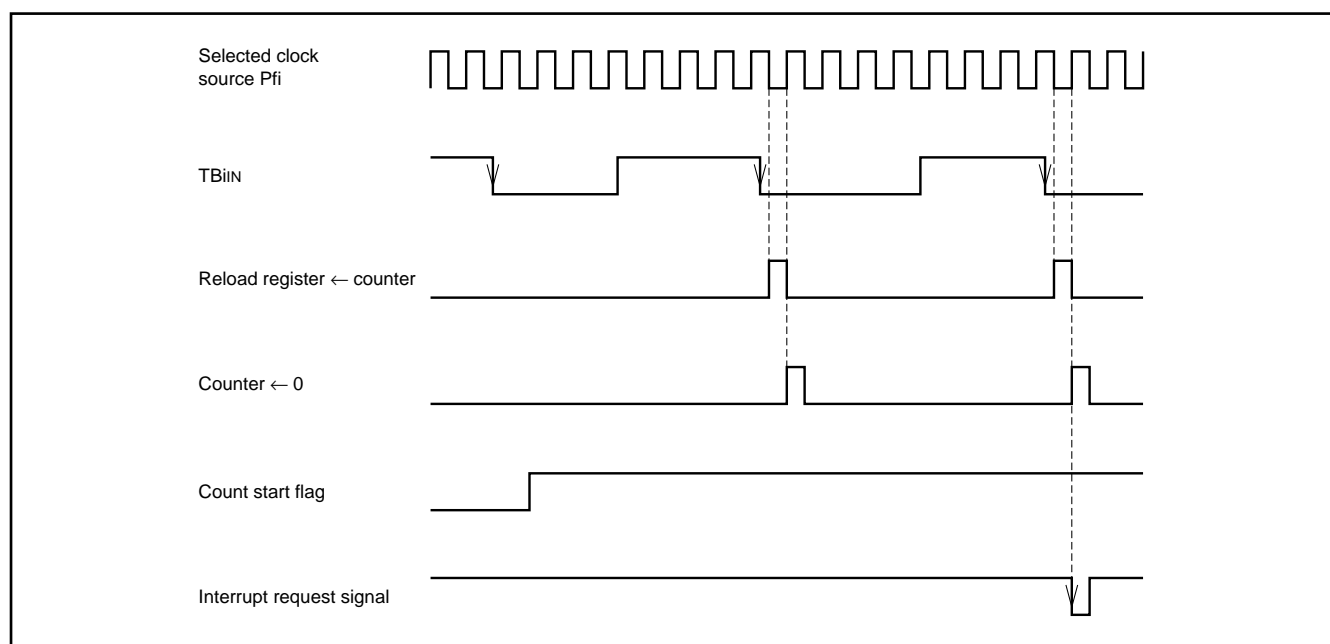 Selected clock
source Pfi
TBiIN
Reload register ← counter
Counter ← 0
Count start flag
Interrupt request signal